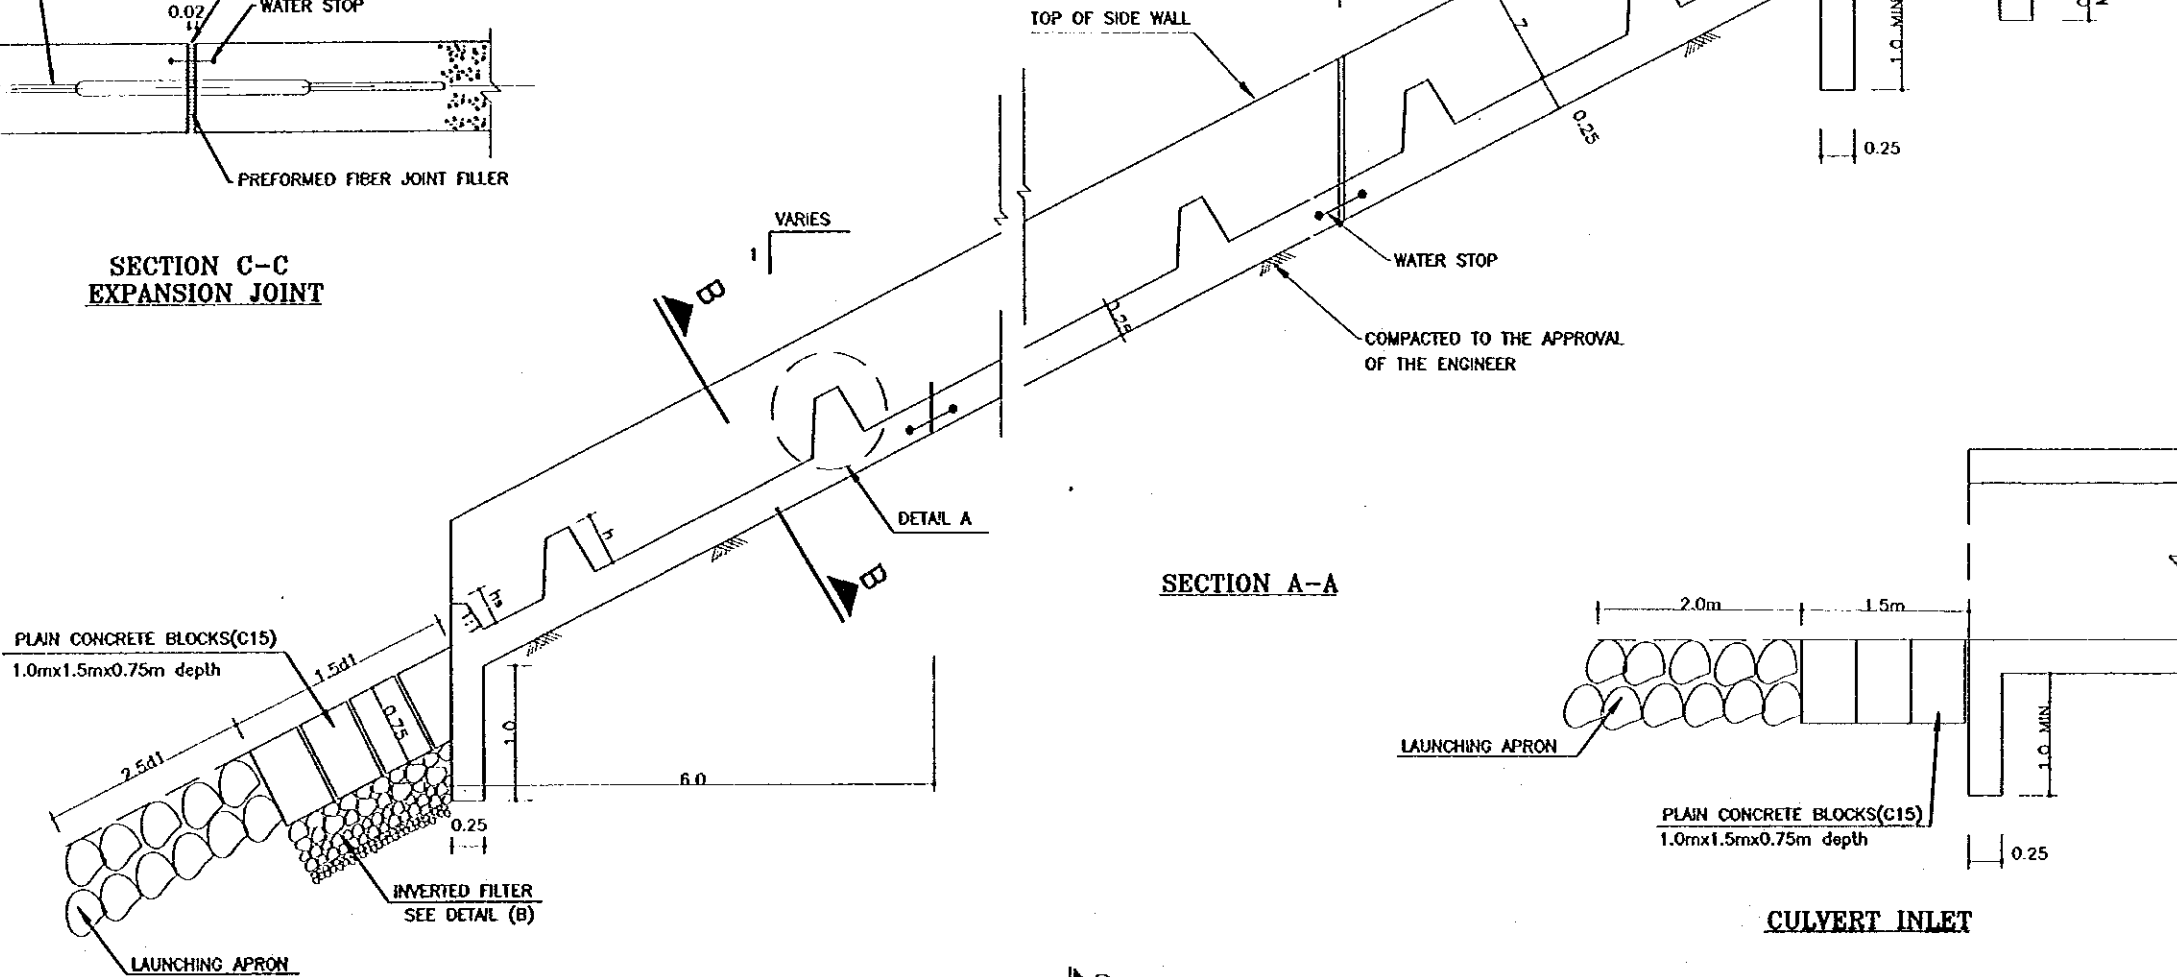 0.02
WATER STOP
PREFORMED FIBER JOINT FILLER
SECTION C-C
EXPANSION JOINT
TOP OF SIDE WALL
1.0 MIN
0.25
VARIES
1
B
0.25
0.25
WATER STOP
COMPACTED TO THE APPROVAL
OF THE ENGINEER
DETAIL A
B
h
hs
SECTION A-A
PLAIN CONCRETE BLOCKS(C15)
1.0mx1.5mx0.75m depth
1.5d1
0.75
2.5d1
1.0
6.0
0.25
INVERTED FILTER
SEE DETAIL (B)
LAUNCHING APRON
2.0m
1.5m
LAUNCHING APRON
1.0 MIN
PLAIN CONCRETE BLOCKS(C15)
1.0mx1.5mx0.75m depth
0.25
CULVERT INLET